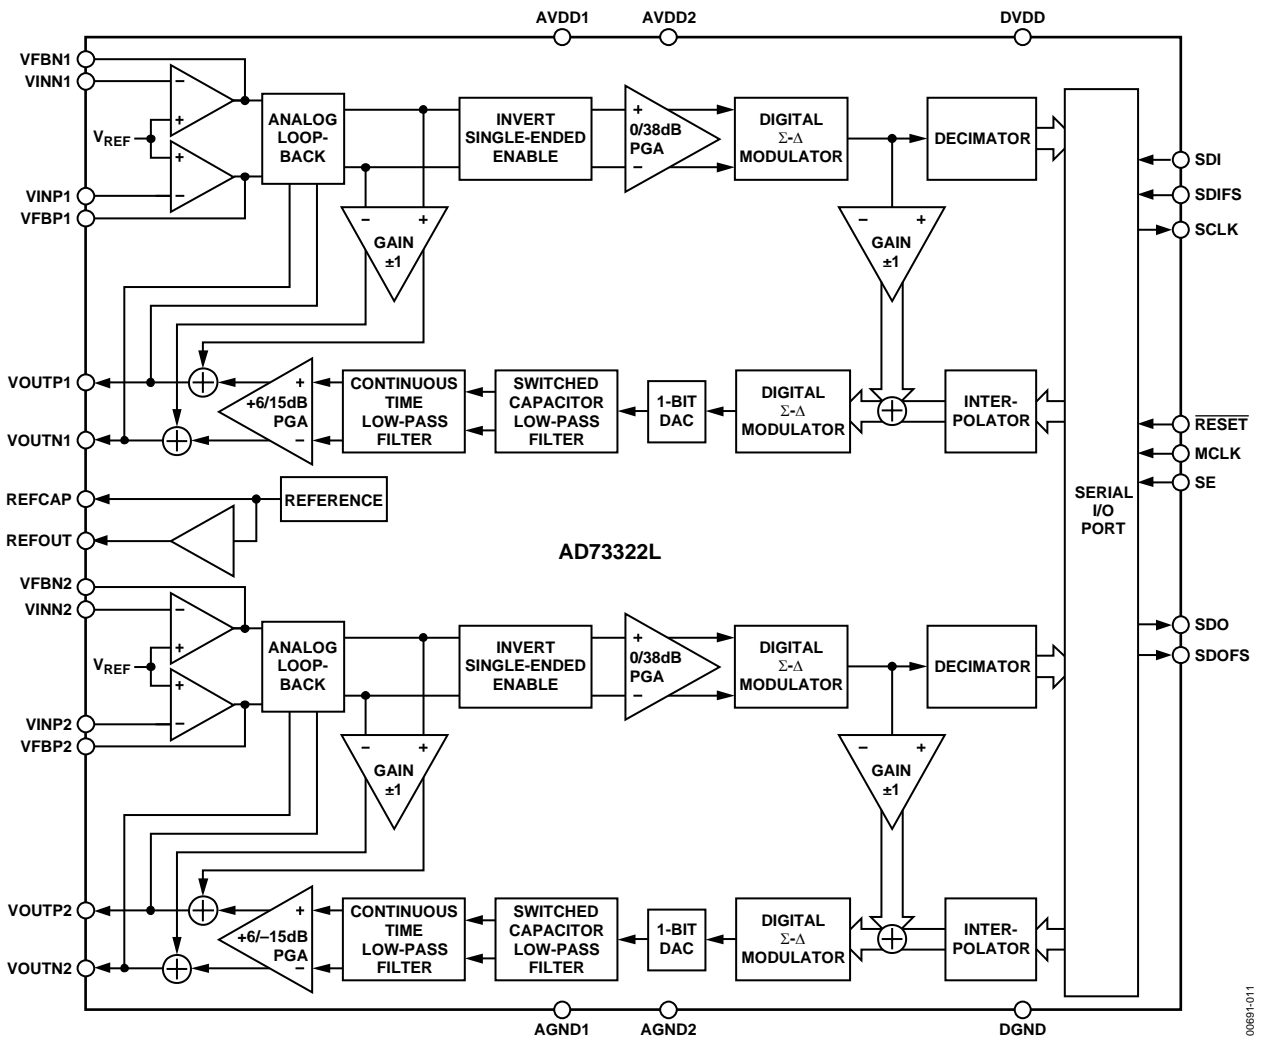 AVDD1 AVDD2 DVDD
VFBN1
VINN1
VREF
VINP1
VFBP1
− + + −
ANALOG
LOOP-
BACK
INVERT
SINGLE-ENDED
ENABLE
+
0/38dB
PGA
−
DIGITAL
Σ-Δ
MODULATOR
DECIMATOR
− +
GAIN
±1
− +
GAIN
±1
SDI
SDIFS
SCLK
VOUTP1
VOUTN1
+
+6/15dB
PGA
−
CONTINUOUS
TIME
LOW-PASS
FILTER
SWITCHED
CAPACITOR
LOW-PASS
FILTER
1-BIT
DAC
DIGITAL
Σ-Δ
MODULATOR
INTER-
POLATOR
RESET
MCLK
SE
REFCAP
REFOUT
REFERENCE
AD73322L
SERIAL
I/O
PORT
VFBN2
VINN2
VREF
VINP2
VFBP2
− + + −
ANALOG
LOOP-
BACK
INVERT
SINGLE-ENDED
ENABLE
+
0/38dB
PGA
−
DIGITAL
Σ-Δ
MODULATOR
DECIMATOR
SDO
SDOFS
− +
GAIN
±1
− +
GAIN
±1
VOUTP2
VOUTN2
+
+6/–15dB
PGA
−
CONTINUOUS
TIME
LOW-PASS
FILTER
SWITCHED
CAPACITOR
LOW-PASS
FILTER
1-BIT
DAC
DIGITAL
Σ-Δ
MODULATOR
INTER-
POLATOR
AGND1 AGND2 DGND
00691-011